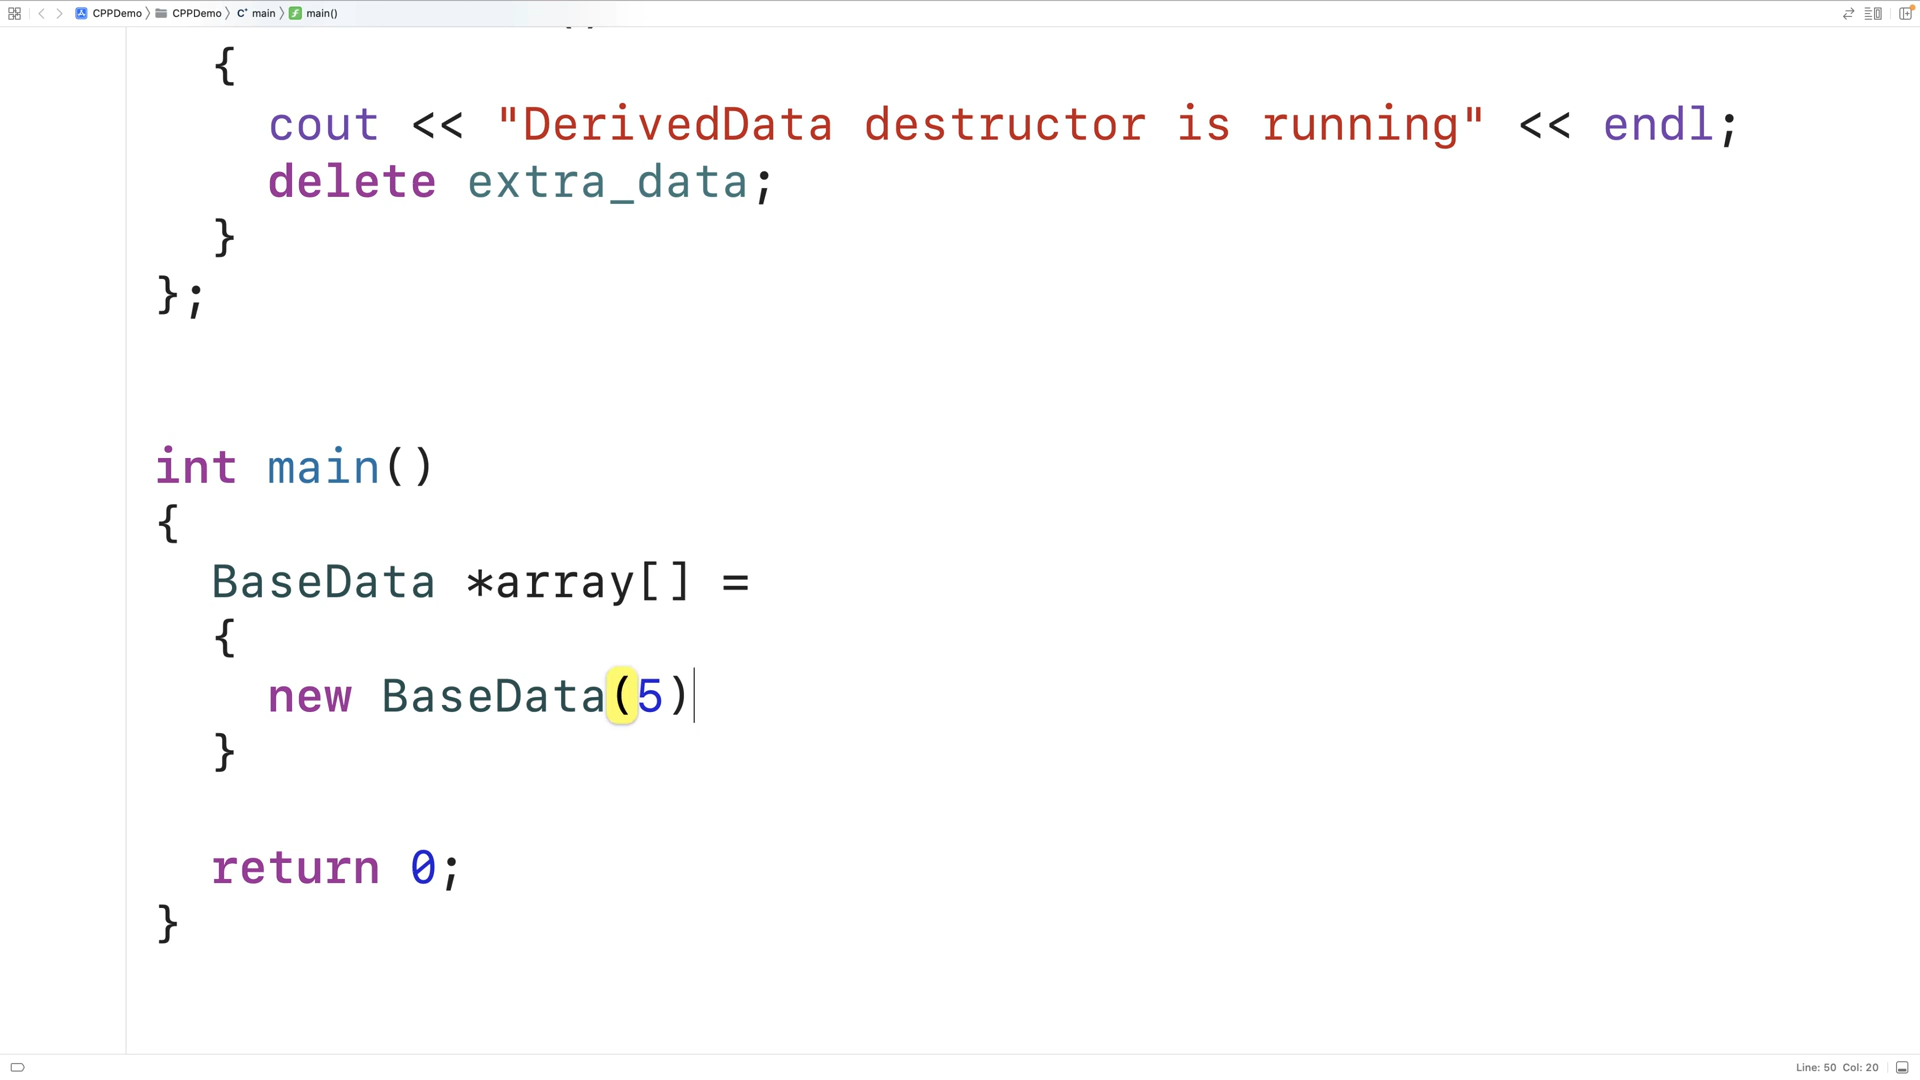 CPPDemo 〉 CPPDemo 〉 C+ main 〉 f main()
{
cout << "DerivedData destructor is running" << endl;
delete extra_data;
}
};
int main()
{
BaseData *array[] =
{
new BaseData(5)
}
return 0;
}
Line: 50 Col: 20